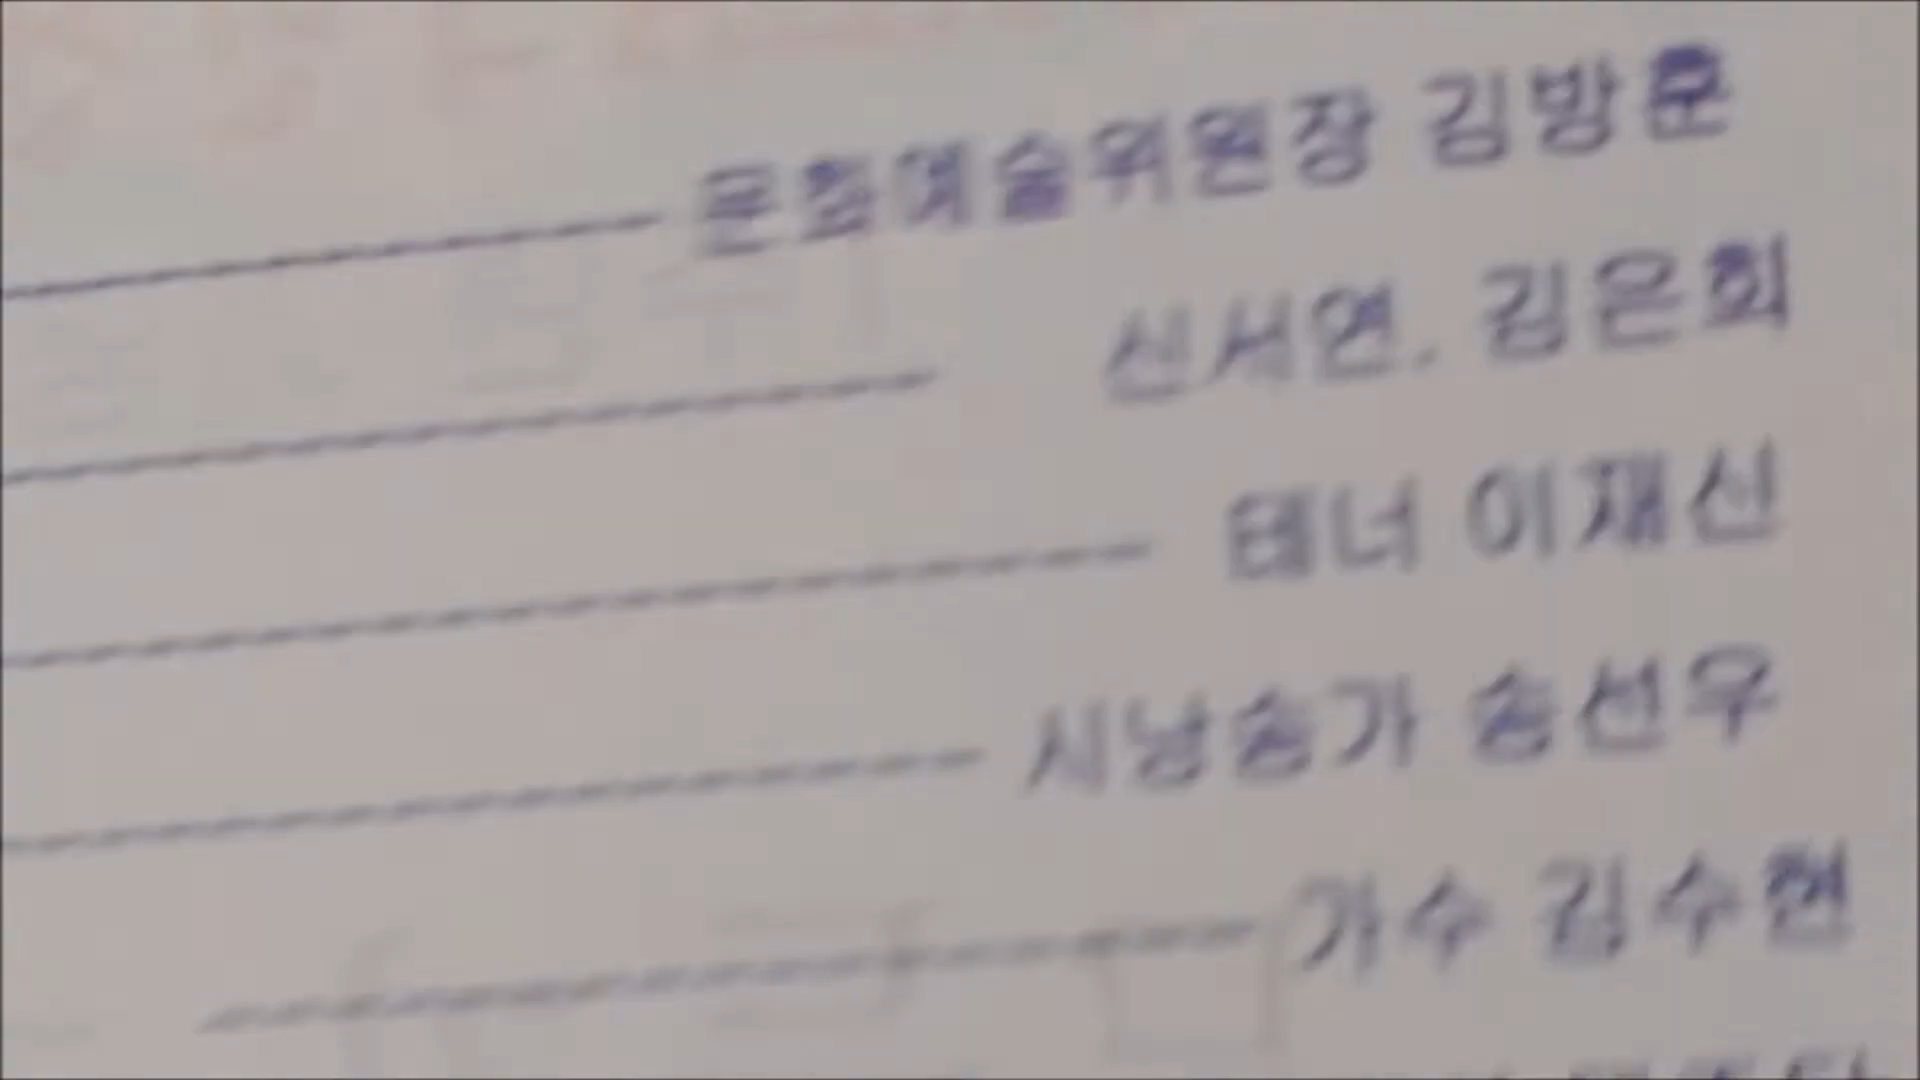 문화예술위원장 김방윤
신서연. 김은희
테너 이재신
시낭송가 송선우
가수 김수현